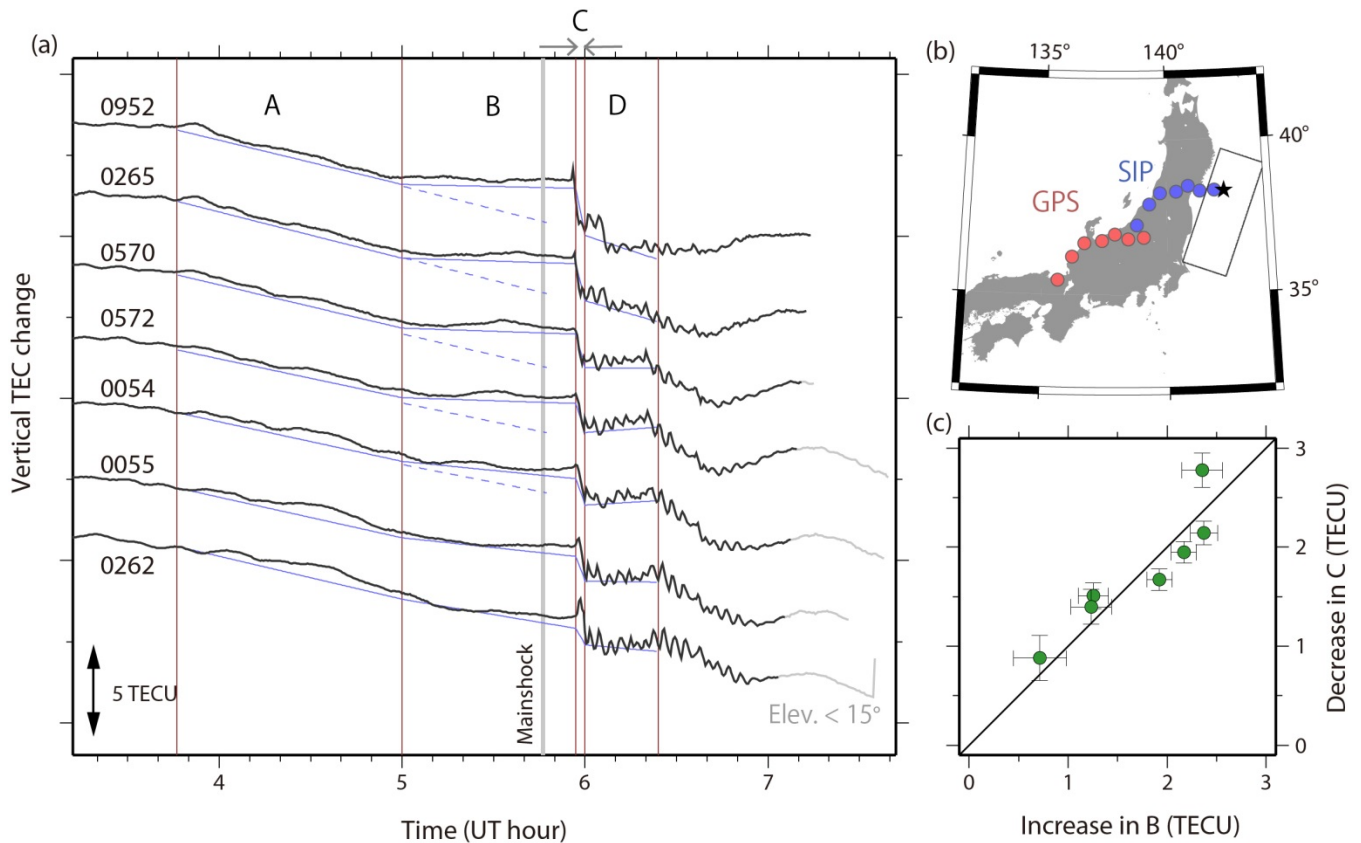 (a)
C
A
B
D
0952
0265
0570
0572
0054
0055
0262
Vertical TEC change
5 TECU
Mainshock
Elev. < 15°
4
5
6
7
Time (UT hour)
(b)
135°
140°
40°
35°
SIP
GPS
(c)
3
2
1
0
Decrease in C (TECU)
0
1
2
3
Increase in B (TECU)